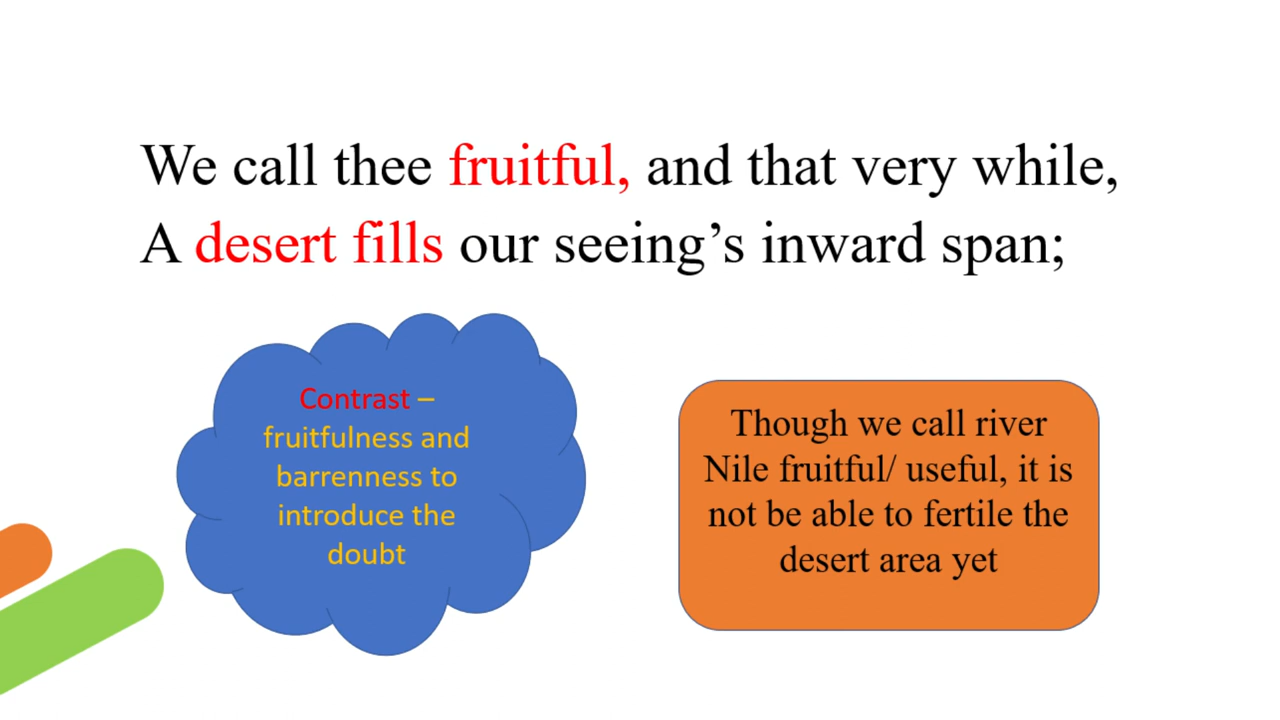 We call thee fruitful, and that very while,
A desert fills our seeing’s inward span;
Contrast –
fruitfulness and
barrenness to
introduce the
doubt
Though we call river
Nile fruitful/ useful, it is
not be able to fertile the
desert area yet